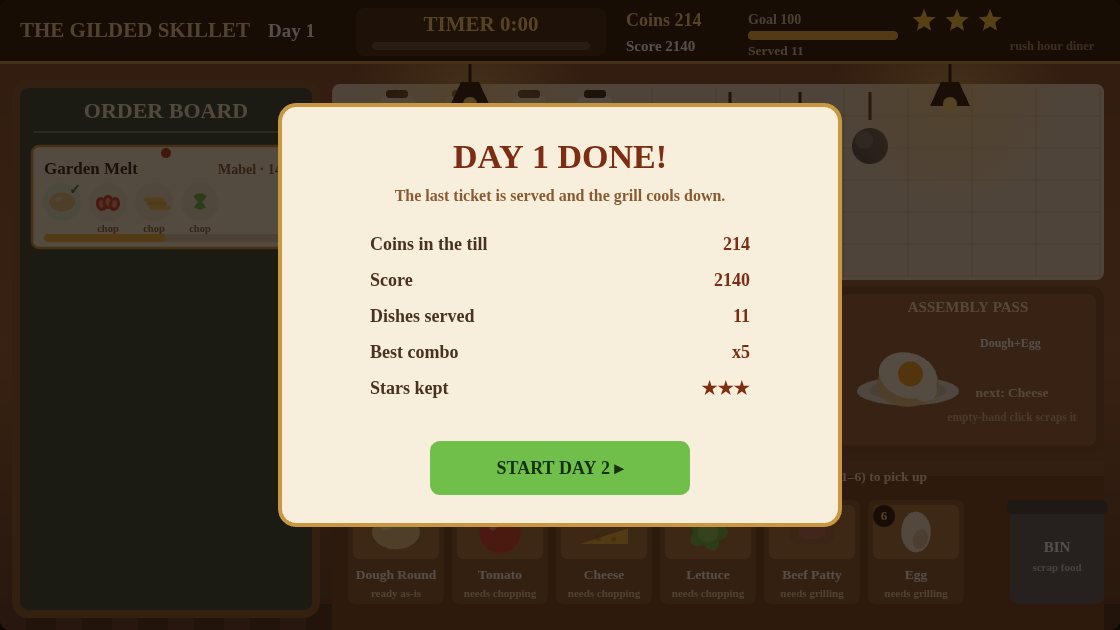 THE GILDED SKILLET Day 1 TIMER 0:00 Coins 214 Goal 100
Score 2140 Served 11 rush hour diner
ORDER BOARD
Garden Melt Mabel · 14
chop chop chop
DAY 1 DONE!
The last ticket is served and the grill cools down.
Coins in the till 214
Score 2140
Dishes served 11
Best combo x5
Stars kept ★★★
START DAY 2 ▸
ASSEMBLY PASS
Dough+Egg
next: Cheese
empty-hand click scraps it
1–6) to pick up
6
Dough Round Tomato Cheese Lettuce Beef Patty Egg
ready as-is needs chopping needs chopping needs chopping needs grilling needs grilling
BIN
scrap food